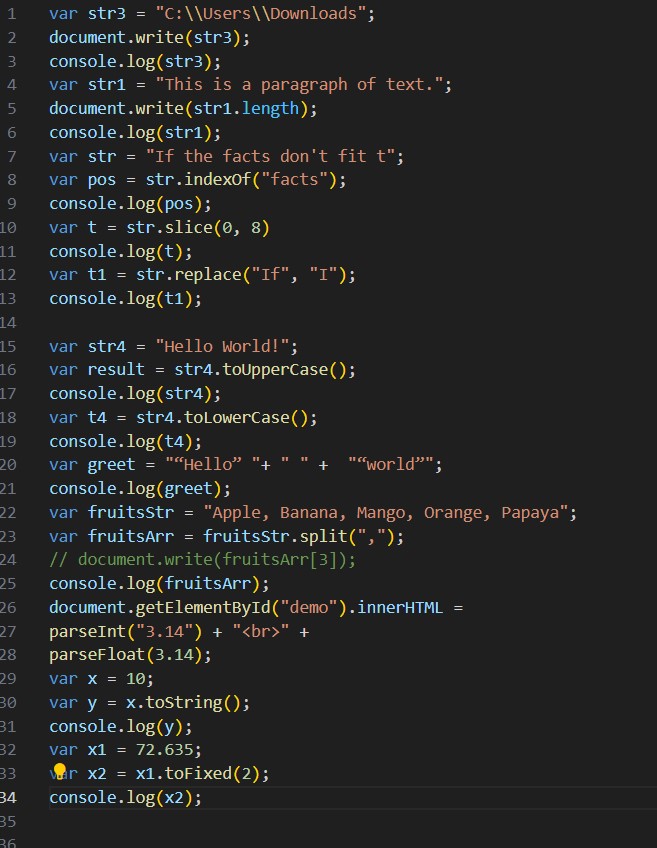 1 var str3 = "C:\\Users\\Downloads";
2 document.write(str3);
3 console.log(str3);
4 var str1 = "This is a paragraph of text.";
5 document.write(str1.length);
6 console.log(str1);
7 var str = "If the facts don't fit t";
8 var pos = str.indexOf("facts");
9 console.log(pos);
10 var t = str.slice(0, 8)
11 console.log(t);
12 var t1 = str.replace("If", "I");
13 console.log(t1);
14
15 var str4 = "Hello World!";
16 var result = str4.toUpperCase();
17 console.log(str4);
18 var t4 = str4.toLowerCase();
19 console.log(t4);
20 var greet = "“Hello” "+ " " +  "“world”";
21 console.log(greet);
22 var fruitsStr = "Apple, Banana, Mango, Orange, Papaya";
23 var fruitsArr = fruitsStr.split(",");
24 // document.write(fruitsArr[3]);
25 console.log(fruitsArr);
26 document.getElementById("demo").innerHTML =
27 parseInt("3.14") + "<br>" +
28 parseFloat(3.14);
29 var x = 10;
30 var y = x.toString();
31 console.log(y);
32 var x1 = 72.635;
33 var x2 = x1.toFixed(2);
34 console.log(x2);
35
36